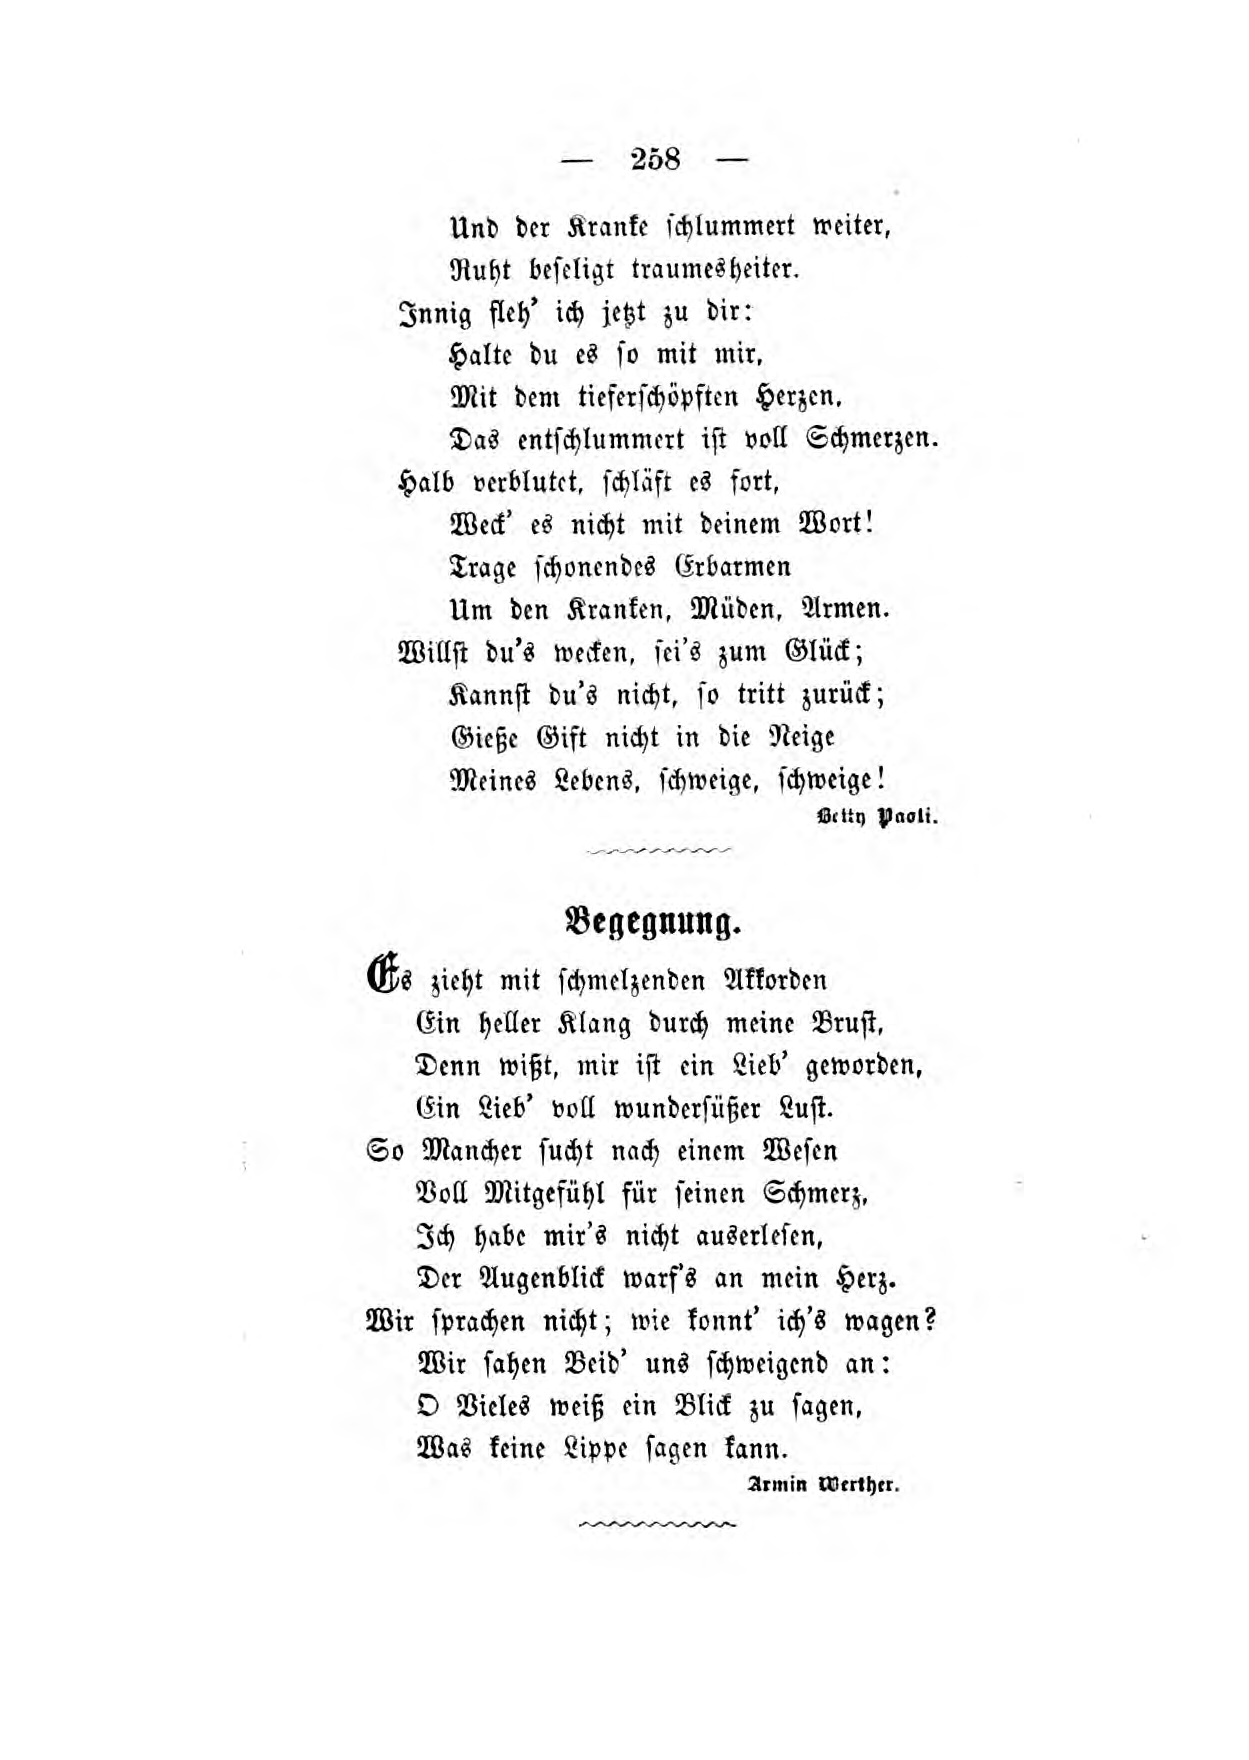 — 258 —
Und der Kranke ſchlummert weiter,
Ruht beſeligt traumesheiter.
Innig fleh’ ich jetzt zu dir:
Halte du es ſo mit mir,
Mit dem tieferſchöpften Herzen,
Das entſchlummert iſt voll Schmerzen.
Halb verblutet, ſchläft es fort,
Weck’ es nicht mit deinem Wort!
Trage ſchonendes Erbarmen
Um den Kranken, Müden, Armen.
Willſt du’s wecken, ſei’s zum Glück;
Kannſt du’s nicht, ſo tritt zurück;
Gieße Gift nicht in die Neige
Meines Lebens, ſchweige, ſchweige!
Betty Paoli.
Begegnung.
Es zieht mit ſchmelzenden Akkorden
Ein heller Klang durch meine Bruſt,
Denn wißt, mir iſt ein Lieb’ geworden,
Ein Lieb’ voll wunderſüßer Luſt.
So Mancher ſucht nach einem Weſen
Voll Mitgefühl für ſeinen Schmerz,
Ich habe mir’s nicht auserleſen,
Der Augenblick warf’s an mein Herz.
Wir ſprachen nicht; wie konnt’ ich’s wagen?
Wir ſahen Beid’ uns ſchweigend an:
O Vieles weiß ein Blick zu ſagen,
Was keine Lippe ſagen kann.
Armin Werther.